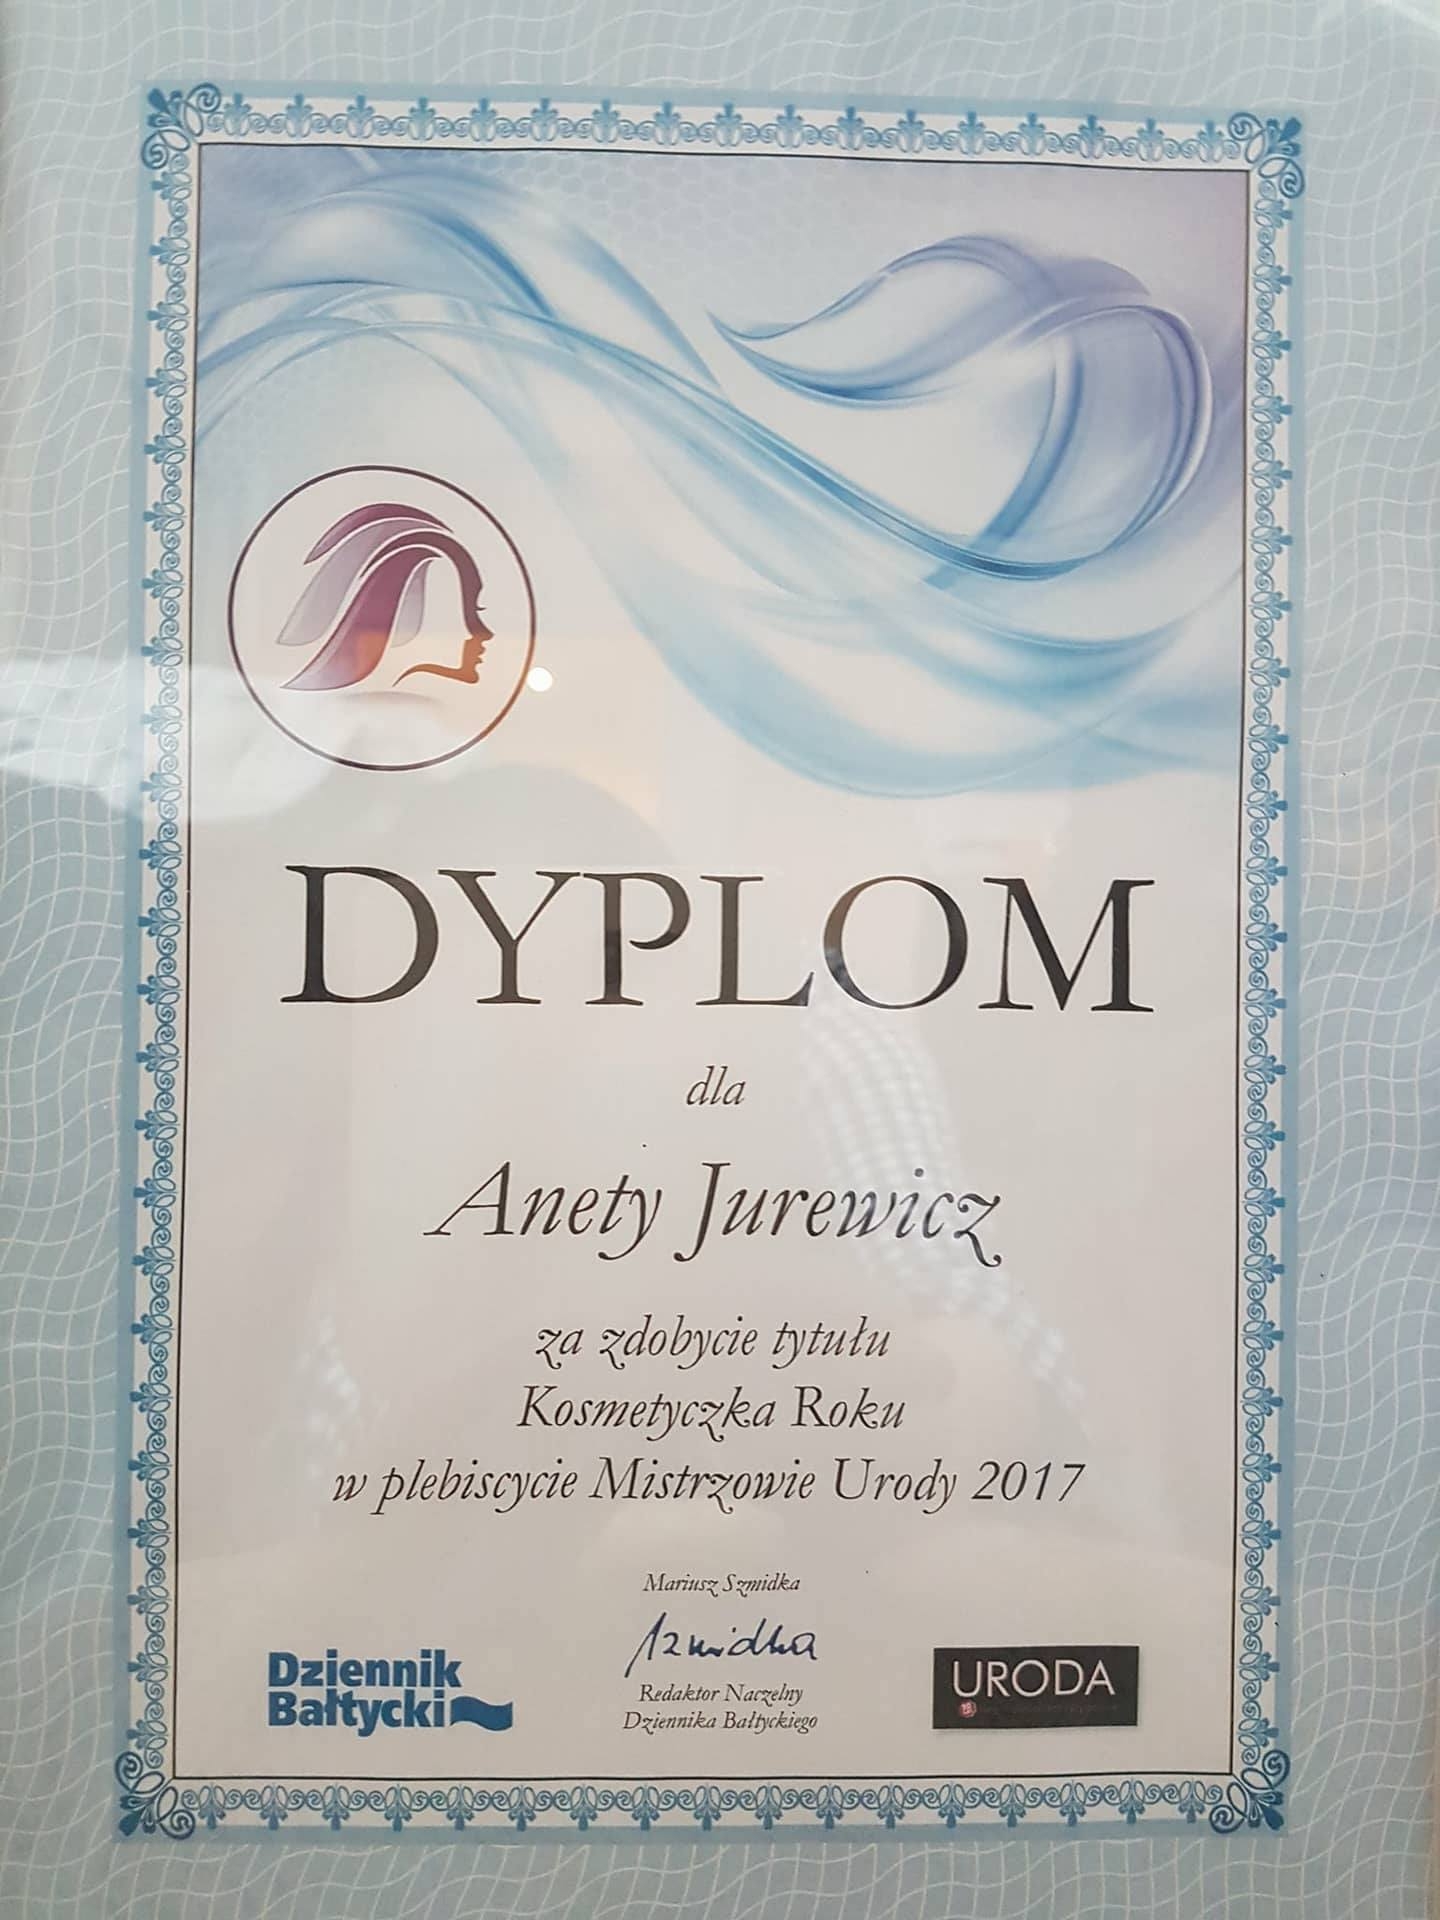 DYPLOM
dla
Anety Jurewicz
za zdobycie tytułu
Kosmetyczka Roku
w plebiscycie Mistrzowie Urody 2017
Mariusz Szmidka
Szmidka
Redaktor Naczelny
Dziennika Bałtyckiego
Dziennik
Bałtycki
URODA